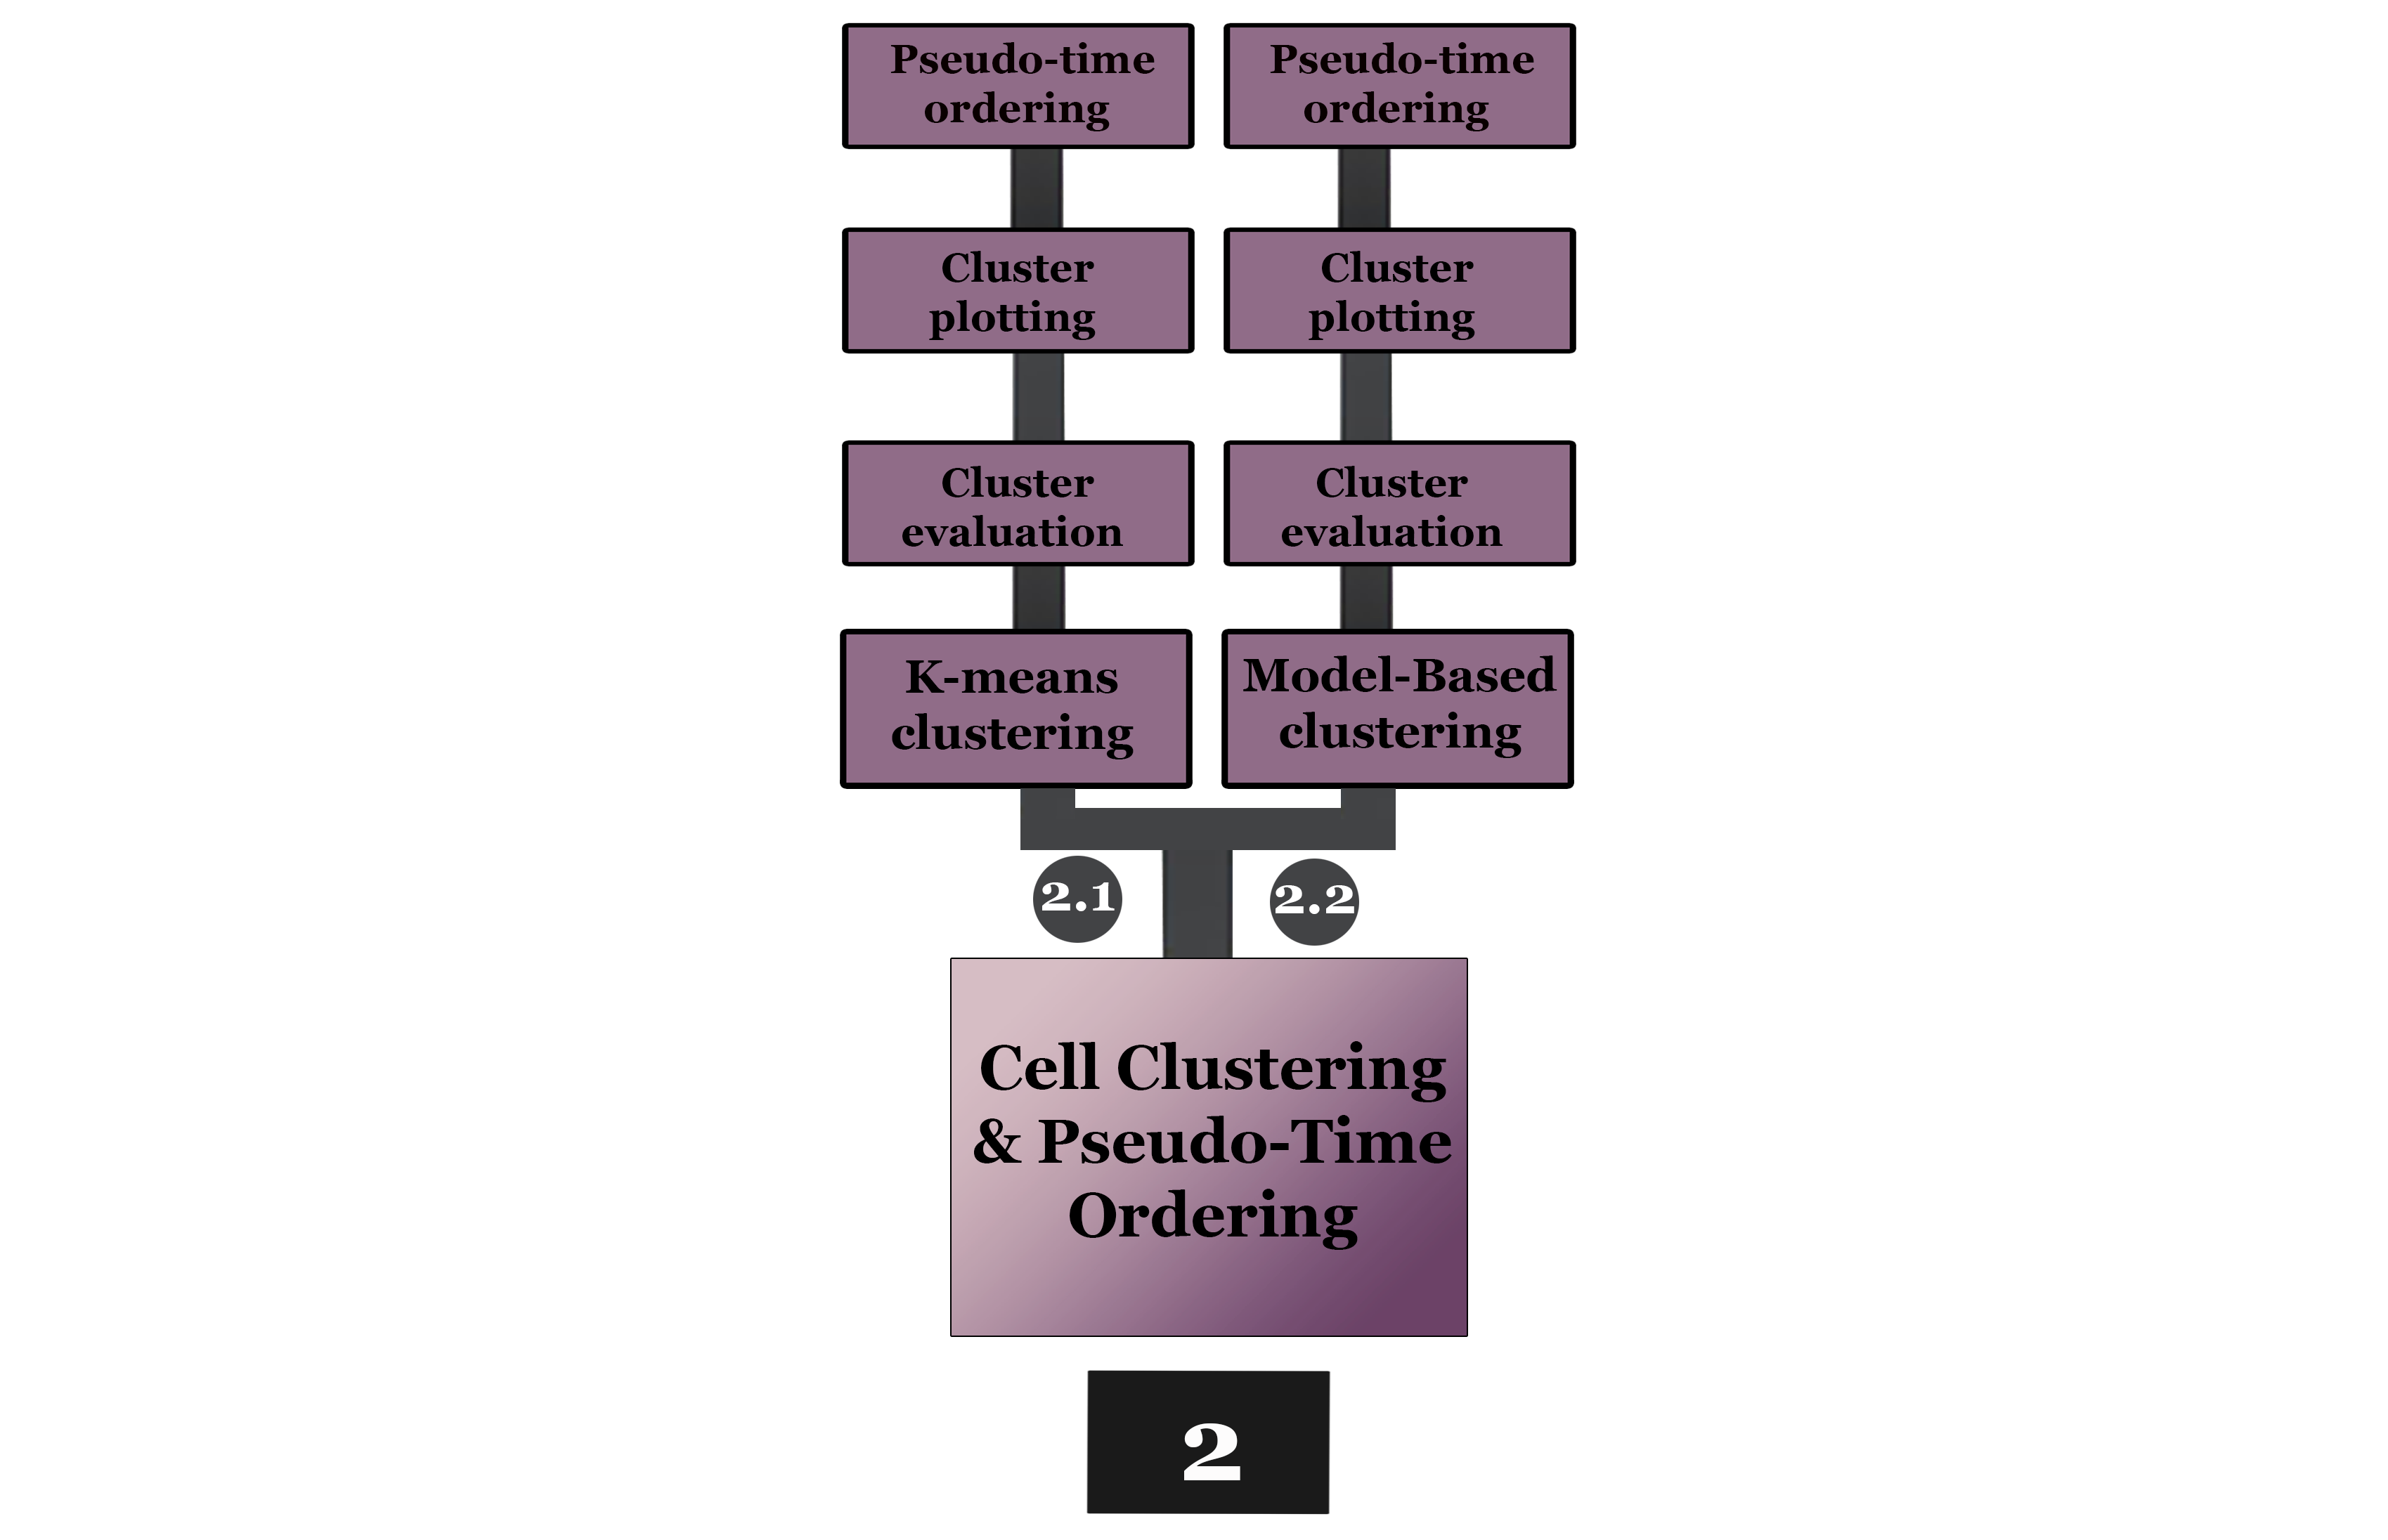 Pseudo-time
ordering
Pseudo-time
ordering
Cluster
plotting
Cluster
plotting
Cluster
evaluation
Cluster
evaluation
K-means
clustering
Model-Based
clustering
2.1
2.2
Cell Clustering
& Pseudo-Time
Ordering
2